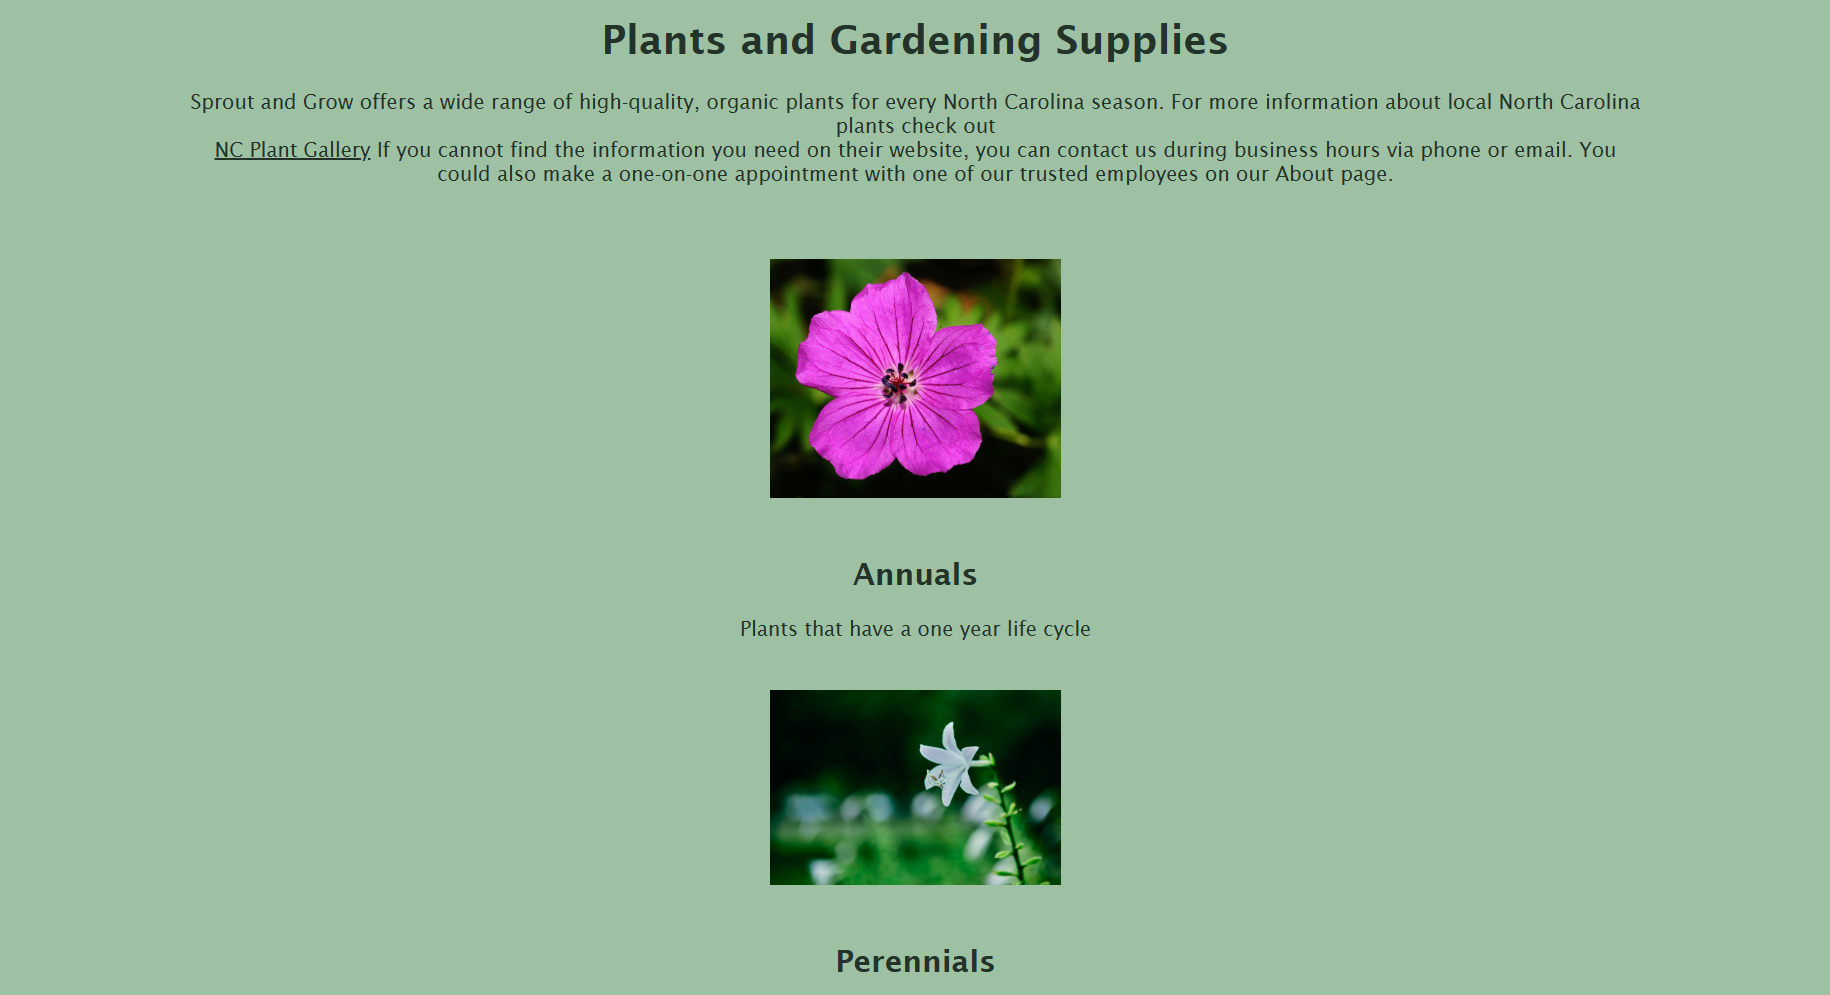 Plants and Gardening Supplies
Sprout and Grow offers a wide range of high-quality, organic plants for every North Carolina season. For more information about local North Carolina
plants check out
NC Plant Gallery If you cannot find the information you need on their website, you can contact us during business hours via phone or email. You
could also make a one-on-one appointment with one of our trusted employees on our About page.
Annuals
Plants that have a one year life cycle
Perennials